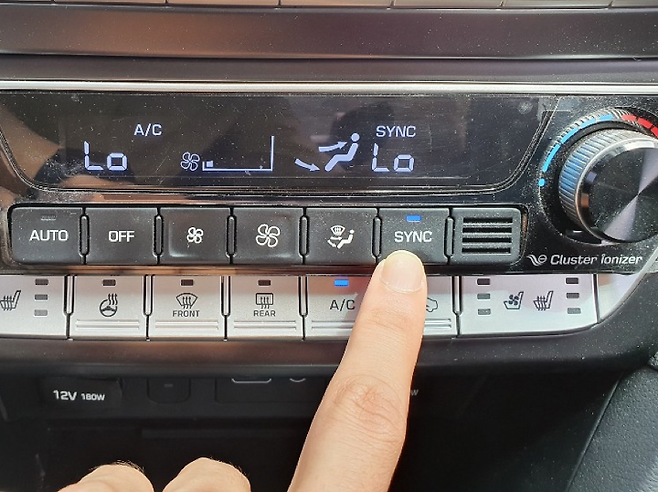 A/C SYNC
Lo Lo
AUTO OFF SYNC
Cluster ionizer
FRONT REAR A/C
12V 180W